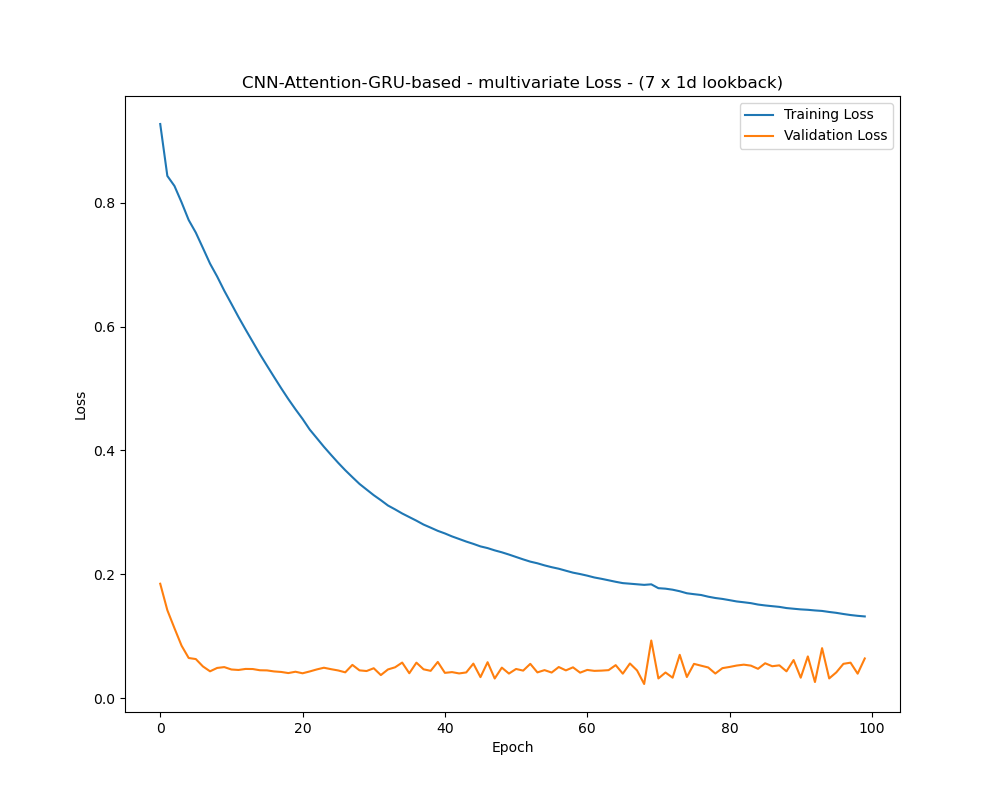 CNN-Attention-GRU-based - multivariate Loss - (7 x 1d lookback)
Training Loss
Validation Loss
Loss
0.8
0.6
0.4
0.2
0.0
0 20 40 60 80 100
Epoch